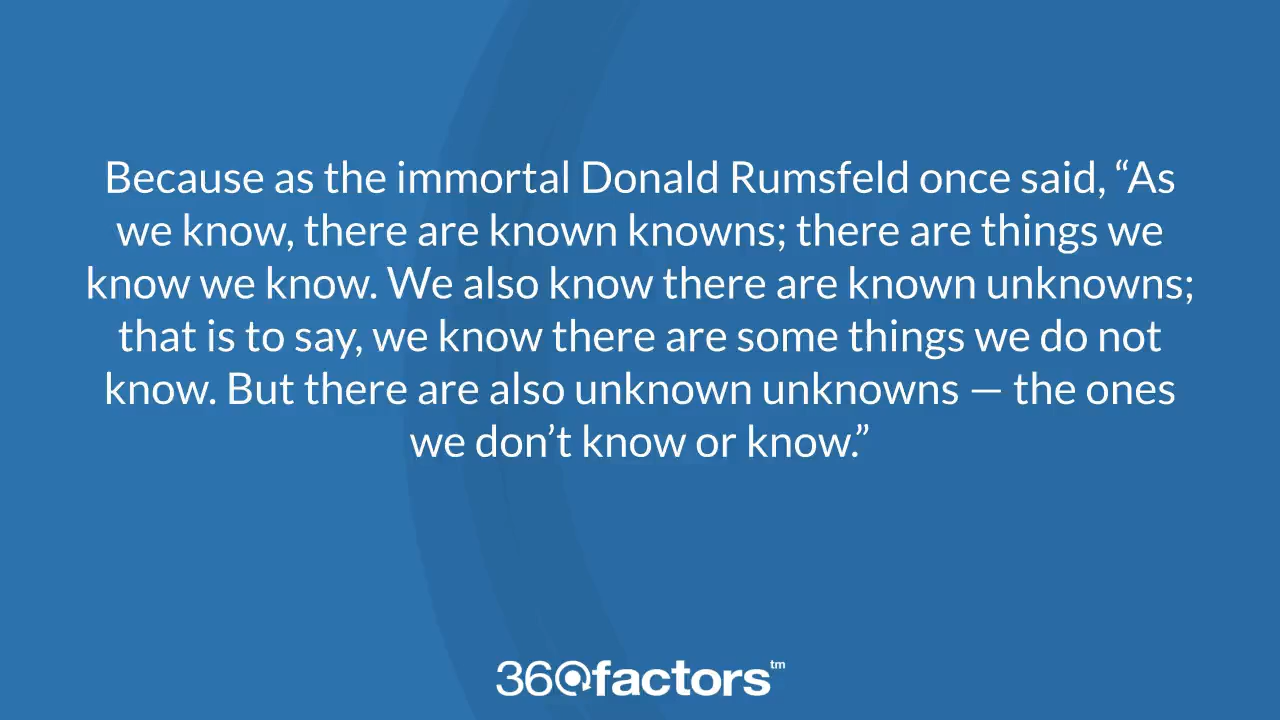 Because as the immortal Donald Rumsfeld once said, “As
we know, there are known knowns; there are things we
know we know. We also know there are known unknowns;
that is to say, we know there are some things we do not
know. But there are also unknown unknowns — the ones
we don’t know or know.”
360factors™